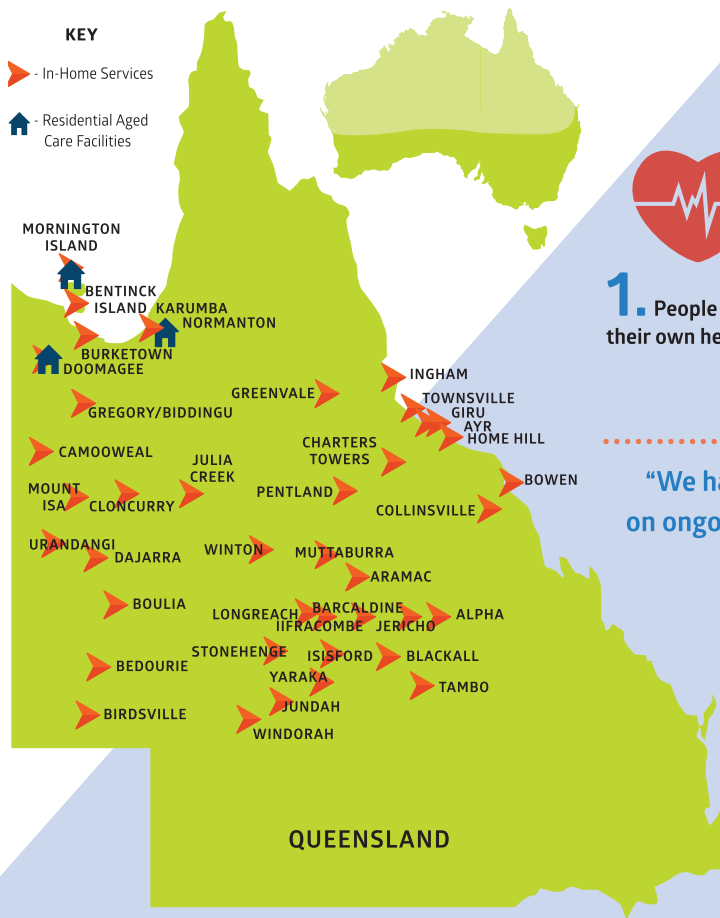 KEY
- In-Home Services
- Residential Aged
Care Facilities
MORNINGTON
ISLAND
BENTINCK
ISLAND
KARUMBA
NORMANTON
BURKETOWN
DOOMAGEE
GREGORY/BIDDINGU
GREENVALE
INGHAM
TOWNSVILLE
GIRU
AYR
HOME HILL
CAMOOWEAL
CHARTERS
TOWERS
JULIA
CREEK
MOUNT
ISA
CLONCURRY
PENTLAND
BOWEN
COLLINSVILLE
URANDANGI
DAJARRA
WINTON
MUTTABURRA
ARAMAC
BOULIA
LONGREACH
BARCALDINE
IIFRACOMBE
JERICHO
ALPHA
STONEHENGE
ISISFORD
BLACKALL
BEDOURIE
YARAKA
TAMBO
JUNDAH
BIRDSVILLE
WINDORAH
QUEENSLAND
1. People
their own he
“We ha
on ongo